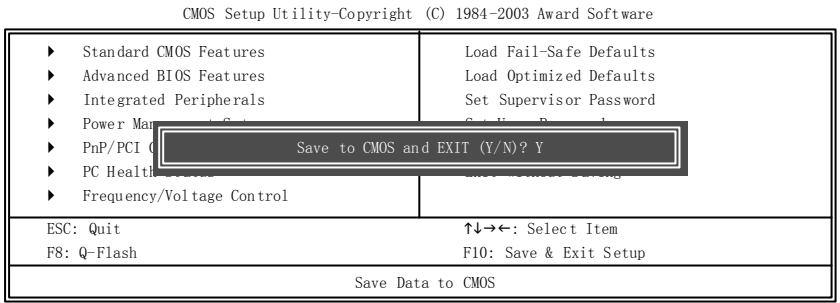 CMOS Setup Utility-Copyright (C) 1984-2003 Award Software
Standard CMOS Features
Load Fail-Safe Defaults
Advanced BIOS Features
Load Optimized Defaults
Integrated Peripherals
Set Supervisor Password
Power
PnP/PCI
Save to CMOS and EXIT (Y/N)? Y
PC Health
Frequency/Voltage Control
ESC: Quit
↑↓→←: Select Item
F8: Q-Flash
F10: Save & Exit Setup
Save Data to CMOS